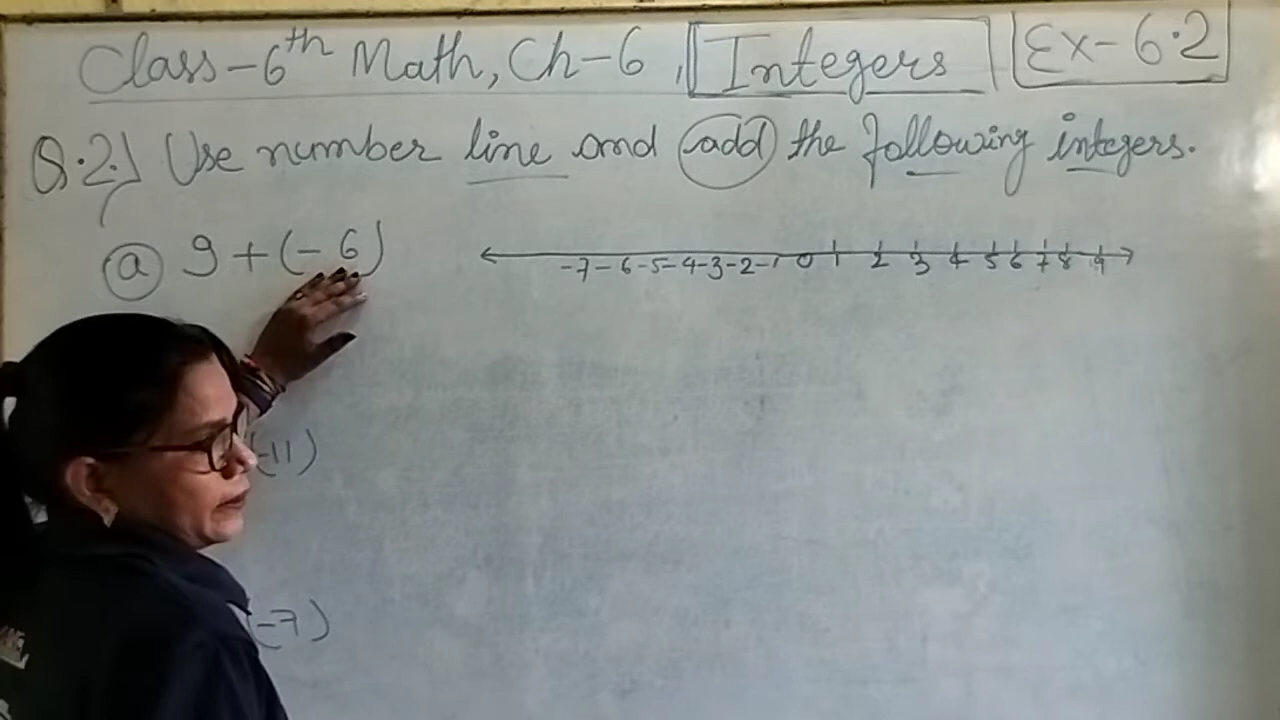 Class-6th Math, Ch-6, Integers Ex-6.2
Q.2) Use number line and add the following integers.
a 9+(-6)
-7-6-5-4-3-2-1 0 1 2 3 4 5 6 7 8 9
(-11)
(-7)